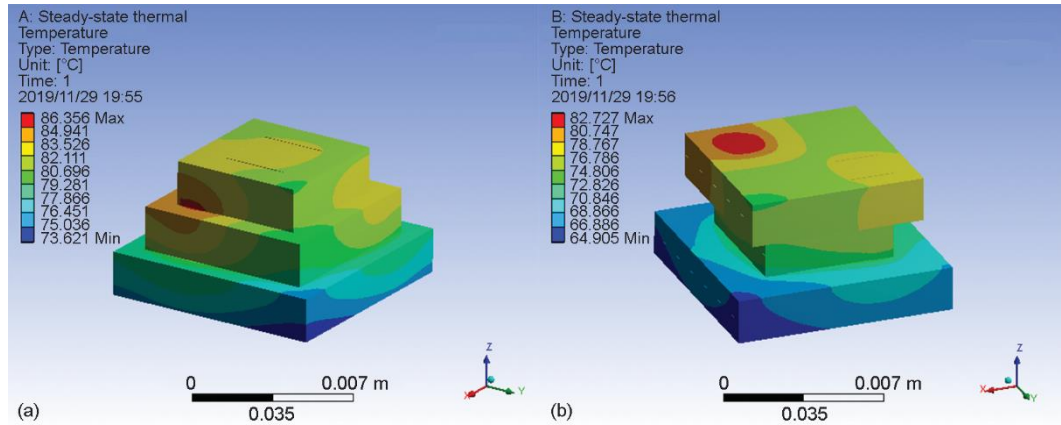 A: Steady-state thermal
Temperature
Type: Temperature
Unit: [°C]
Time: 1
2019/11/29 19:55
86.356 Max
84.941
83.526
82.111
80.696
79.281
77.866
76.451
75.036
73.621 Min
0 0.007 m
0.035
Z
X
Y
(a)
B: Steady-state thermal
Temperature
Type: Temperature
Unit: [°C]
Time: 1
2019/11/29 19:56
82.727 Max
80.747
78.767
76.786
74.806
72.826
70.846
68.866
66.886
64.905 Min
0 0.007 m
0.035
Z
X
Y
(b)